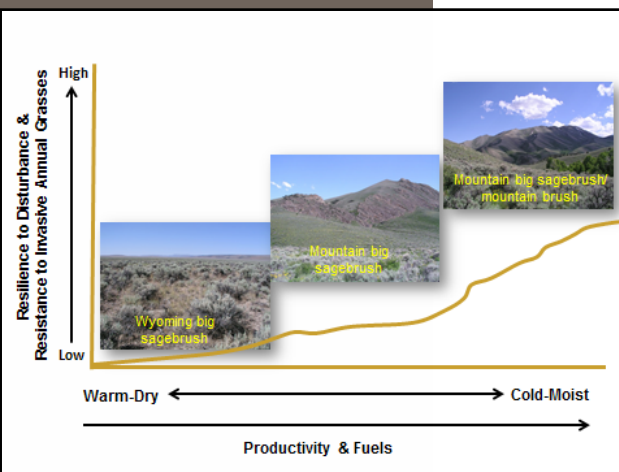 Resilience to Disturbance &
Resistance to Invasive Annual Grasses
High
Low
Mountain big sagebrush/
mountain brush
Mountain big
sagebrush
Wyoming big
sagebrush
Warm-Dry
Cold-Moist
Productivity & Fuels